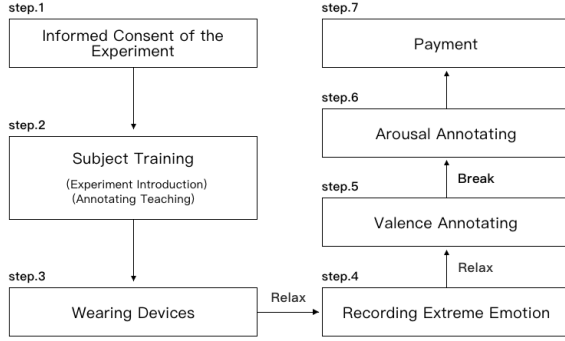 step.1
Informed Consent of the
Experiment
step.2
Subject Training
(Experiment Introduction)
(Annotating Teaching)
step.3
Wearing Devices
Relax
step.4
Recording Extreme Emotion
Relax
step.5
Valence Annotating
Break
step.6
Arousal Annotating
step.7
Payment